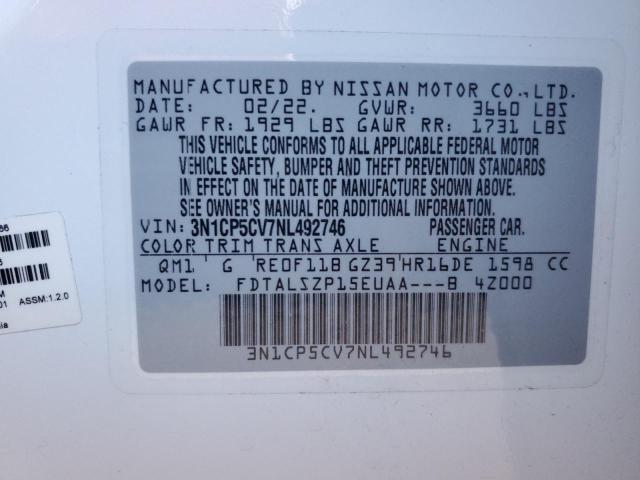 MANUFACTURED BY NISSAN MOTOR CO., LTD.
DATE: 02/22. GVWR: 3660 LBS
GAWR FR: 1929 LBS GAWR RR: 1731 LBS
THIS VEHICLE CONFORMS TO ALL APPLICABLE FEDERAL MOTOR
VEHICLE SAFETY, BUMPER AND THEFT PREVENTION STANDARDS
IN EFFECT ON THE DATE OF MANUFACTURE SHOWN ABOVE.
SEE OWNER'S MANUAL FOR ADDITIONAL INFORMATION.
VIN: 3N1CP5CV7NL492746 PASSENGER CAR.
COLOR TRIM TRANS AXLE ENGINE
QM1 G RE0F11B GZ39 HR16DE 1598 CC
MODEL: FDTALSZP15EUAA---B 4Z000
3N1CP5CV7NL492746
01 ASSM:1.2.0